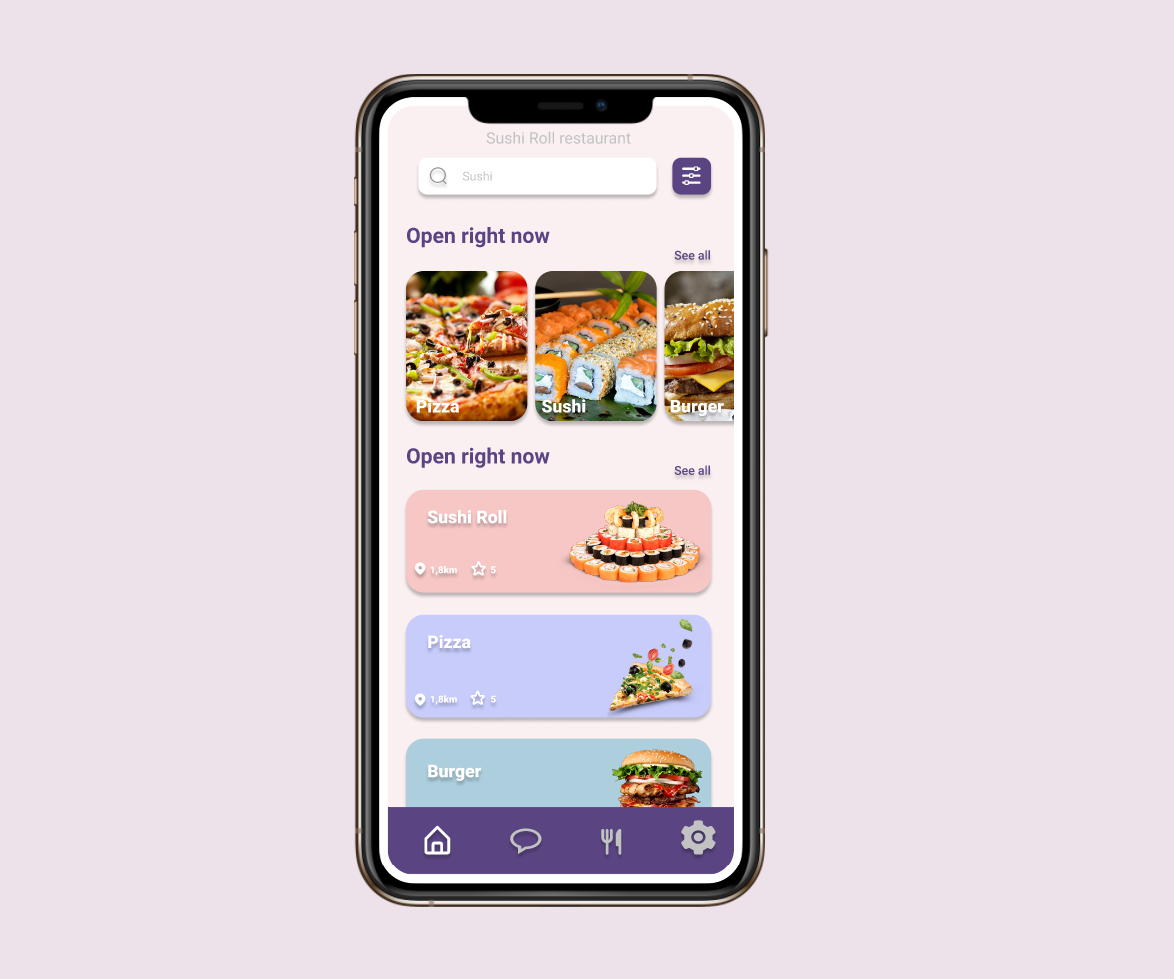 Sushi Roll restaurant
Sushi
Open right now
See all
Pizza
Sushi
Burger
Open right now
See all
Sushi Roll
1,8km 5
Pizza
1,8km 5
Burger